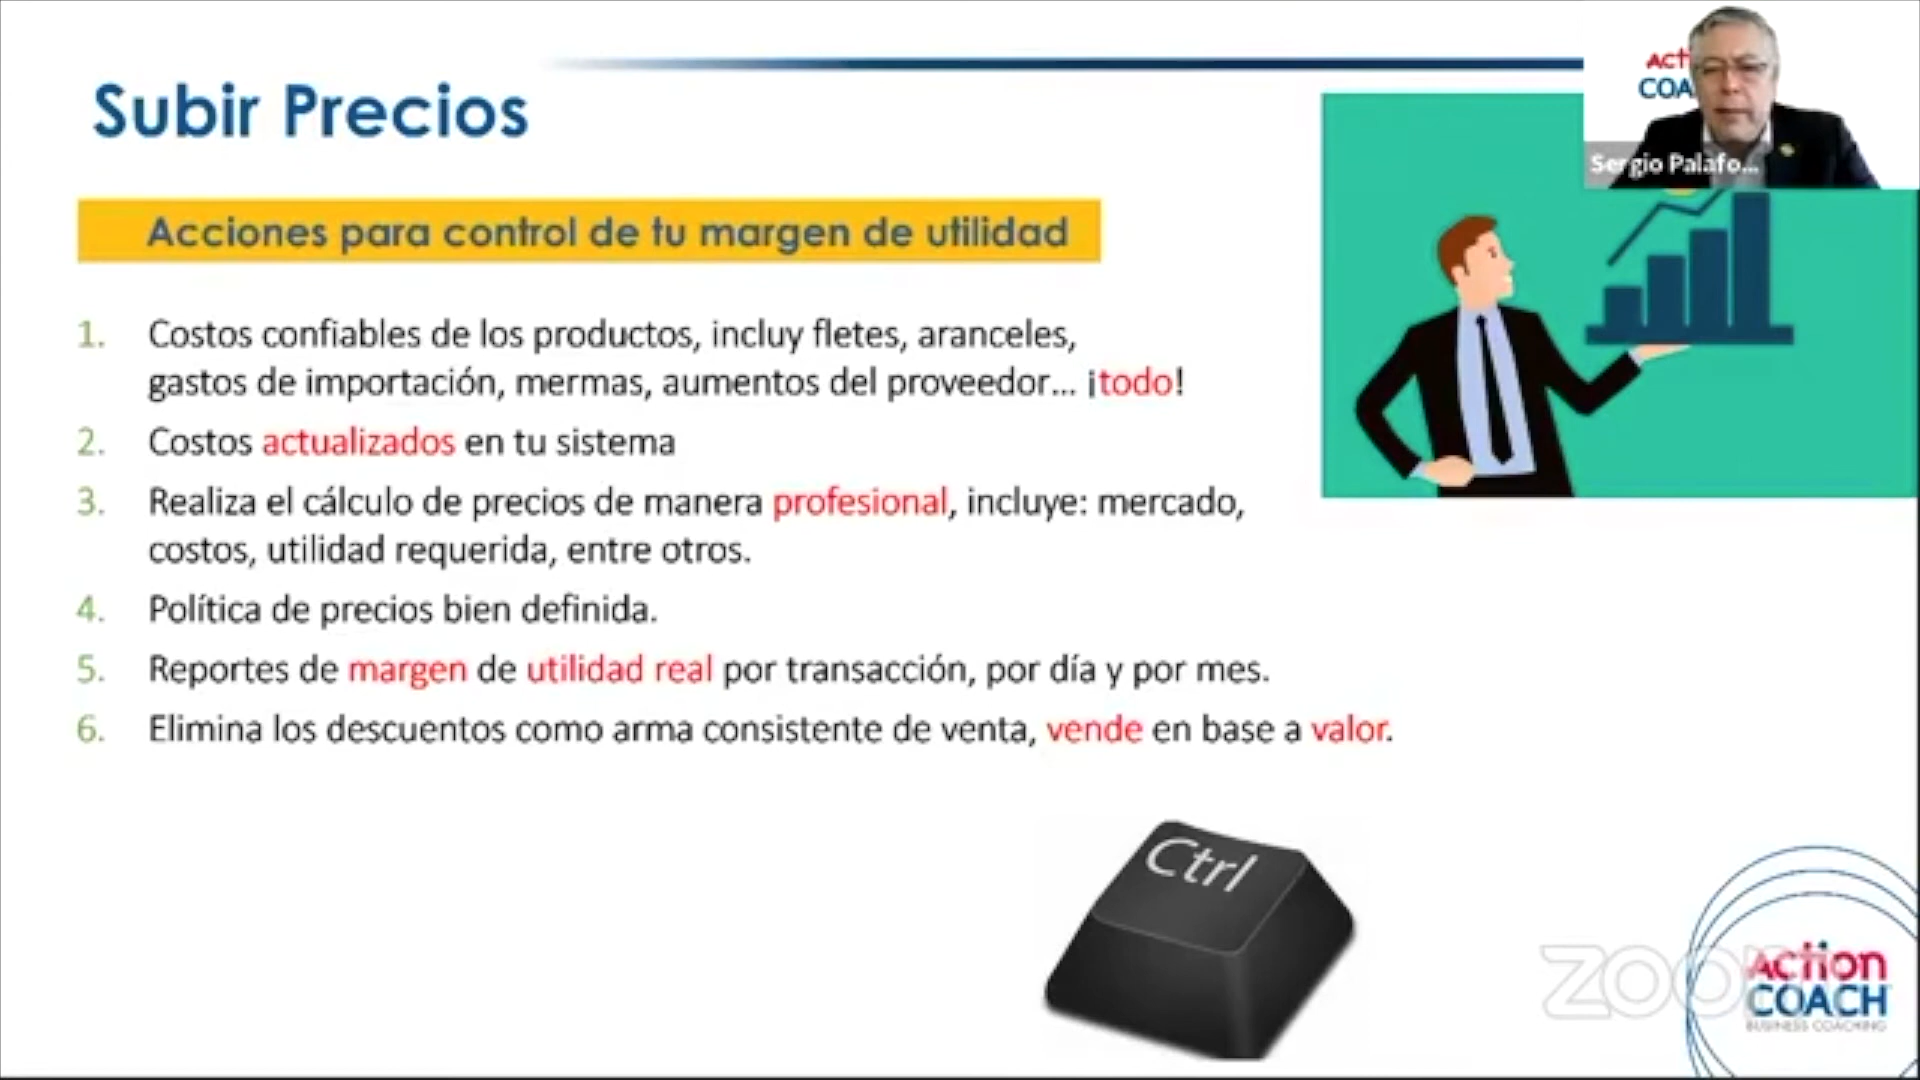 Subir Precios
Acciones para control de tu margen de utilidad
1. Costos confiables de los productos, incluy fletes, aranceles,
gastos de importación, mermas, aumentos del proveedor... ¡todo!
2. Costos actualizados en tu sistema
3. Realiza el cálculo de precios de manera profesional, incluye: mercado,
costos, utilidad requerida, entre otros.
4. Política de precios bien definida.
5. Reportes de margen de utilidad real por transacción, por día y por mes.
6. Elimina los descuentos como arma consistente de venta, vende en base a valor.
Sergio Palafo...
Ctrl
ACTION
COACH
BUSINESS COACHING